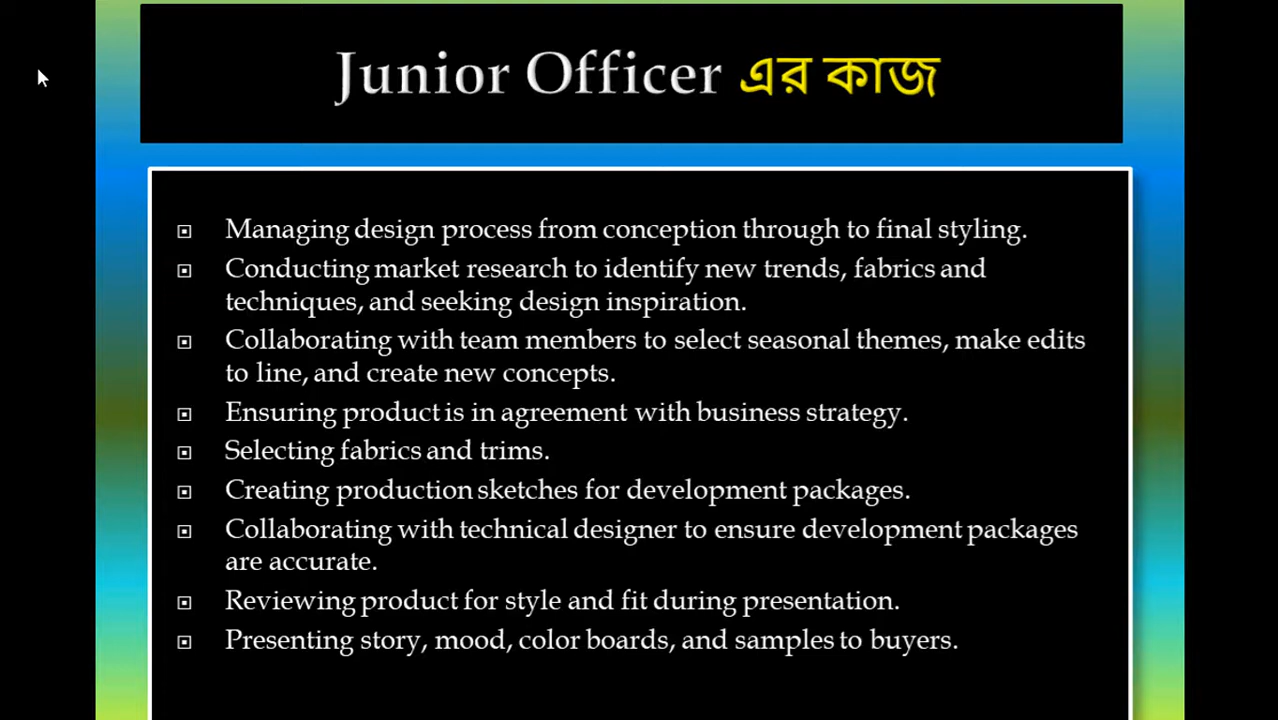 Junior Officer এর কাজ
Managing design process from conception through to final styling.
Conducting market research to identify new trends, fabrics and
techniques, and seeking design inspiration.
Collaborating with team members to select seasonal themes, make edits
to line, and create new concepts.
Ensuring product is in agreement with business strategy.
Selecting fabrics and trims.
Creating production sketches for development packages.
Collaborating with technical designer to ensure development packages
are accurate.
Reviewing product for style and fit during presentation.
Presenting story, mood, color boards, and samples to buyers.